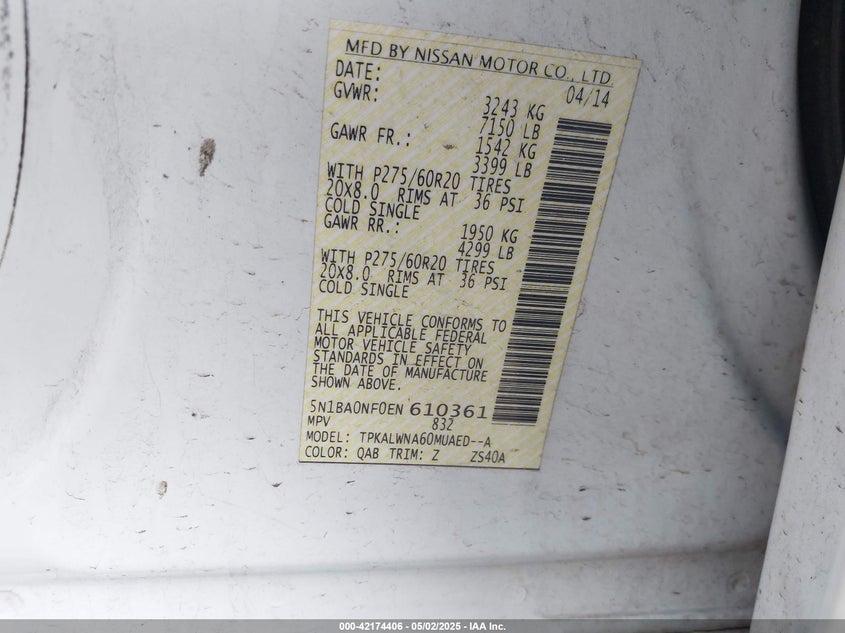 MFD BY NISSAN MOTOR CO., LTD.
DATE: 04/14
GVWR: 3243 KG
7150 LB
GAWR FR.: 1542 KG
3399 LB
WITH P275/60R20 TIRES
20X8.0 RIMS AT 36 PSI
COLD SINGLE
GAWR RR.: 1950 KG
4299 LB
WITH P275/60R20 TIRES
20X8.0 RIMS AT 36 PSI
COLD SINGLE
THIS VEHICLE CONFORMS TO
ALL APPLICABLE FEDERAL
MOTOR VEHICLE SAFETY
STANDARDS IN EFFECT ON
THE DATE OF MANUFACTURE
SHOWN ABOVE.
5N1BA0NF0EN 610361
MPV 832
MODEL: TPKALWNA60MUAED--A
COLOR: QAB TRIM: Z ZS40A
000-42174406 - 05/02/2025 - IAA Inc.